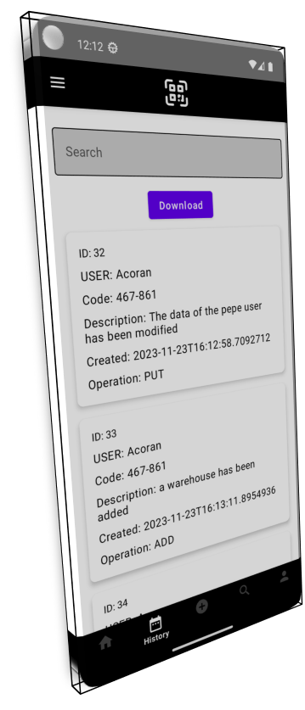 12:12
Search
Download
ID: 32
USER: Acoran
Code: 467-861
Description: The data of the pepe user
has been modified
Created: 2023-11-23T16:12:58.7092712
Operation: PUT
ID: 33
USER: Acoran
Code: 467-861
Description: a warehouse has been
added
Created: 2023-11-23T16:13:11.8954936
Operation: ADD
ID: 34
History